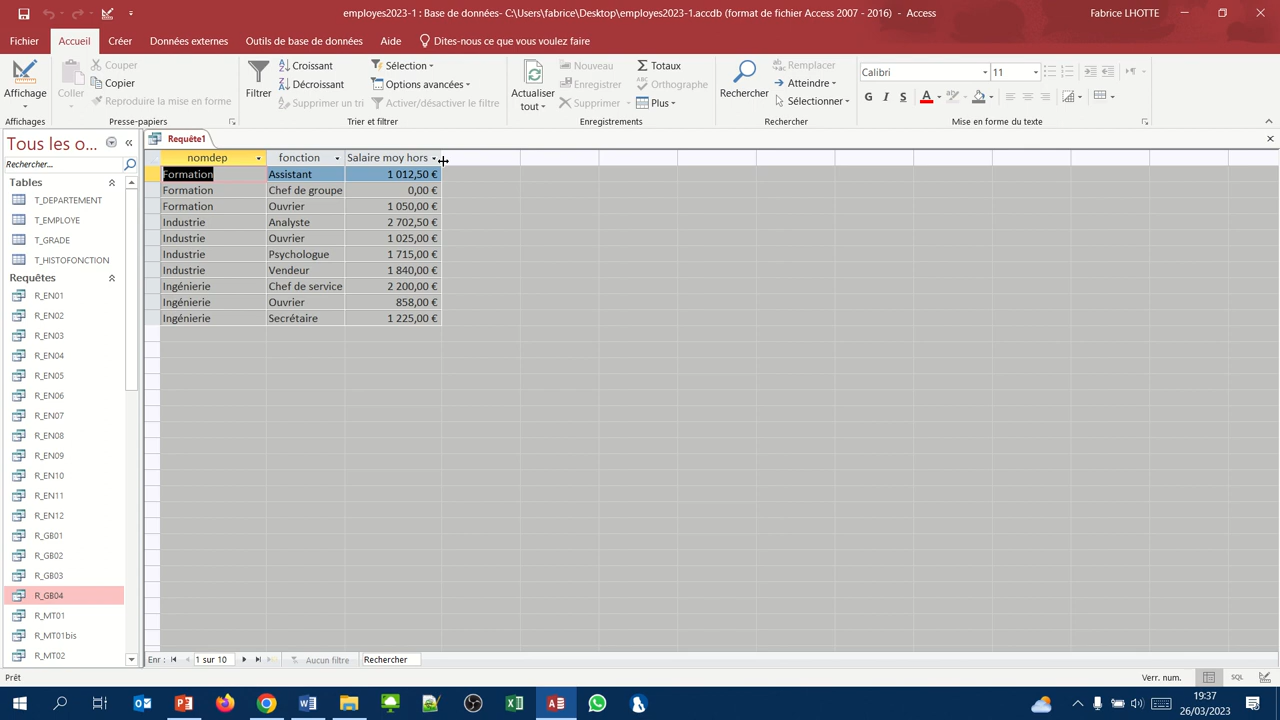 employes2023-1 : Base de données- C:\Users\fabrice\Desktop\employes2023-1.accdb (format de fichier Access 2007 - 2016) - Access
Fabrice LHOTTE
Fichier Accueil Créer Données externes Outils de base de données Aide Dites-nous ce que vous voulez faire
Affichage
Affichages
Coller
Couper
Copier
Reproduire la mise en forme
Presse-papiers
Filtrer
Croissant
Décroissant
Supprimer un tri
Sélection
Options avancées
Activer/désactiver le filtre
Trier et filtrer
Actualiser
tout
Nouveau
Enregistrer
Supprimer
Totaux
Orthographe
Plus
Enregistrements
Rechercher
Remplacer
Atteindre
Sélectionner
Rechercher
Calibri 11
G I S A
Mise en forme du texte
Tous les o...
Rechercher...
Tables
T_DEPARTEMENT
T_EMPLOYE
T_GRADE
T_HISTOFONCTION
Requêtes
R_EN01
R_EN02
R_EN03
R_EN04
R_EN05
R_EN06
R_EN07
R_EN08
R_EN09
R_EN10
R_EN11
R_EN12
R_GB01
R_GB02
R_GB03
R_GB04
R_MT01
R_MT01bis
R_MT02
Requête1
nomdep fonction Salaire moy hors
Formation Assistant 1 012,50 €
Formation Chef de groupe 0,00 €
Formation Ouvrier 1 050,00 €
Industrie Analyste 2 702,50 €
Industrie Ouvrier 1 025,00 €
Industrie Psychologue 1 715,00 €
Industrie Vendeur 1 840,00 €
Ingénierie Chef de service 2 200,00 €
Ingénierie Ouvrier 858,00 €
Ingénierie Secrétaire 1 225,00 €
Enr : 1 sur 10 Aucun filtre Rechercher
Prêt
Verr. num.
SQL
19:37
26/03/2023